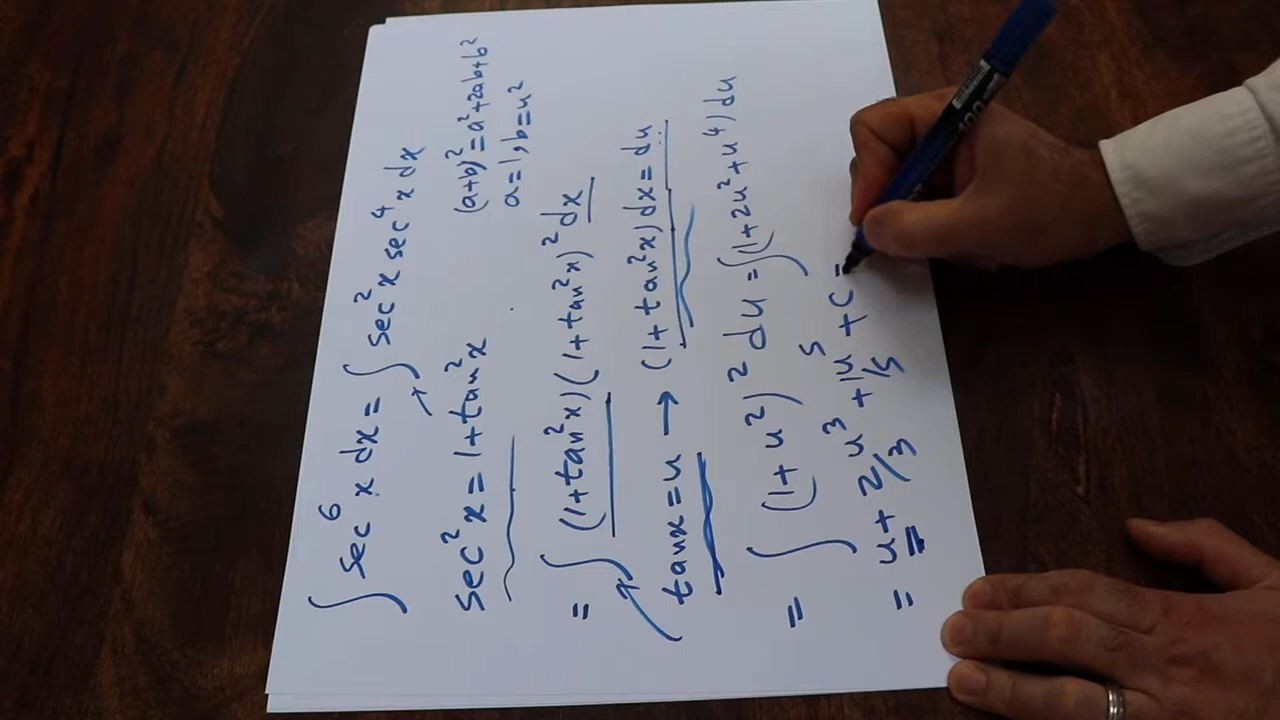 ∫ sec⁶x dx = ∫ sec²x sec⁴x dx
sec²x = 1 + tan²x
(a+b)² = a² + 2ab + b²
a = 1, b = u²
= ∫ (1 + tan²x)(1 + tan²x)² dx
tanx = u → (1 + tan²x) dx = du
= ∫ (1 + u²)² du = ∫ (1 + 2u² + u⁴) du
= u + 2/3 u³ + 1/5 u⁵ + c =
100